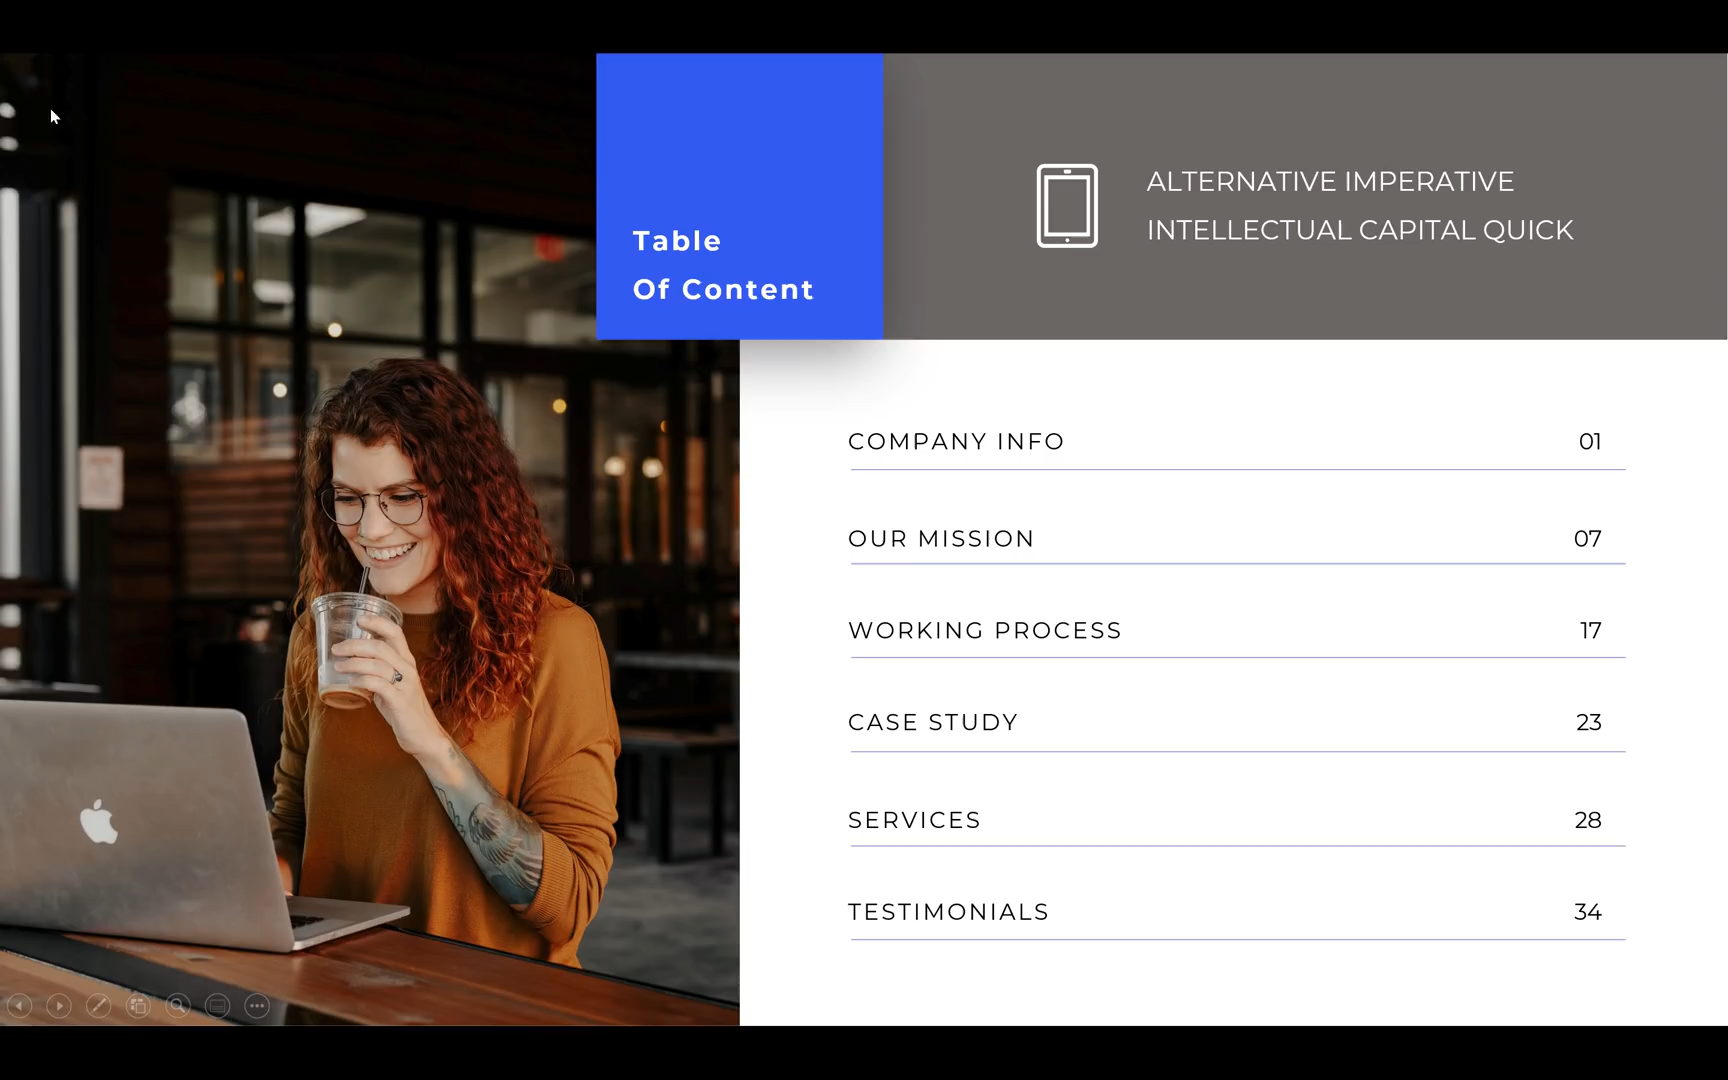 Table
Of Content
ALTERNATIVE IMPERATIVE
INTELLECTUAL CAPITAL QUICK
COMPANY INFO 01
OUR MISSION 07
WORKING PROCESS 17
CASE STUDY 23
SERVICES 28
TESTIMONIALS 34